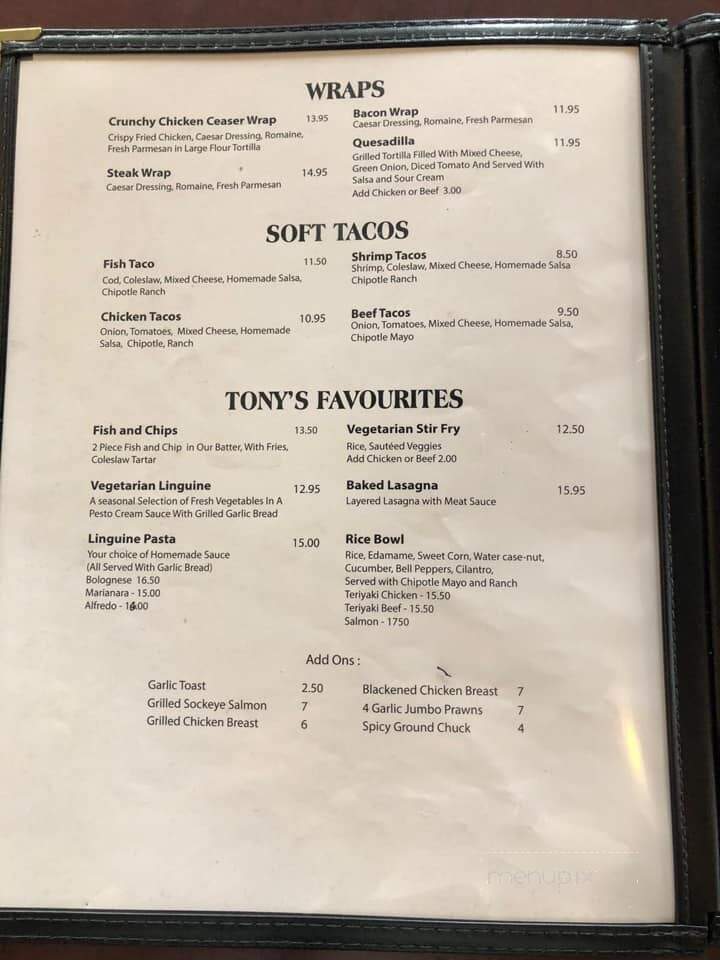 WRAPS
Crunchy Chicken Ceaser Wrap 13.95
Crispy Fried Chicken, Caesar Dressing, Romaine,
Fresh Parmesan in Large Flour Tortilla
Steak Wrap 14.95
Caesar Dressing, Romaine, Fresh Parmesan
Bacon Wrap 11.95
Caesar Dressing, Romaine, Fresh Parmesan
Quesadilla 11.95
Grilled Tortilla Filled With Mixed Cheese,
Green Onion, Diced Tomato And Served With
Salsa and Sour Cream
Add Chicken or Beef 3.00
SOFT TACOS
Fish Taco 11.50
Cod, Coleslaw, Mixed Cheese, Homemade Salsa,
Chipotle Ranch
Chicken Tacos 10.95
Onion, Tomatoes, Mixed Cheese, Homemade
Salsa, Chipotle, Ranch
Shrimp Tacos 8.50
Shrimp, Coleslaw, Mixed Cheese, Homemade Salsa
Chipotle Ranch
Beef Tacos 9.50
Onion, Tomatoes, Mixed Cheese, Homemade Salsa,
Chipotle Mayo
TONY'S FAVOURITES
Fish and Chips 13.50
2 Piece Fish and Chip in Our Batter, With Fries,
Coleslaw Tartar
Vegetarian Linguine 12.95
A seasonal Selection of Fresh Vegetables In A
Pesto Cream Sauce With Grilled Garlic Bread
Linguine Pasta 15.00
Your choice of Homemade Sauce
(All Served With Garlic Bread)
Bolognese 16.50
Marianara - 15.00
Alfredo -
Vegetarian Stir Fry 12.50
Rice, Sautéed Veggies
Add Chicken or Beef 2.00
Baked Lasagna 15.95
Layered Lasagna with Meat Sauce
Rice Bowl
Rice, Edamame, Sweet Corn, Water case-nut,
Cucumber, Bell Peppers, Cilantro,
Served with Chipotle Mayo and Ranch
Teriyaki Chicken - 15.50
Teriyaki Beef - 15.50
Salmon - 1750
Add Ons :
Garlic Toast 2.50
Grilled Sockeye Salmon 7
Grilled Chicken Breast 6
Blackened Chicken Breast 7
4 Garlic Jumbo Prawns 7
Spicy Ground Chuck 4
menupix